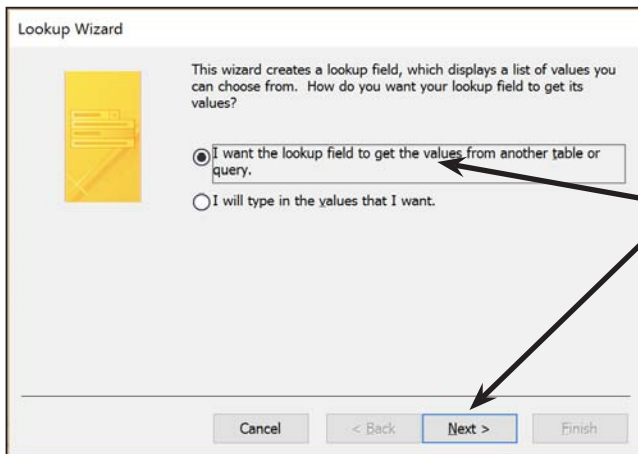 Lookup Wizard
This wizard creates a lookup field, which displays a list of values you
can choose from. How do you want your lookup field to get its
values?
I want the lookup field to get the values from another table or
query.
I will type in the values that I want.
Cancel
< Back
Next >
Finish